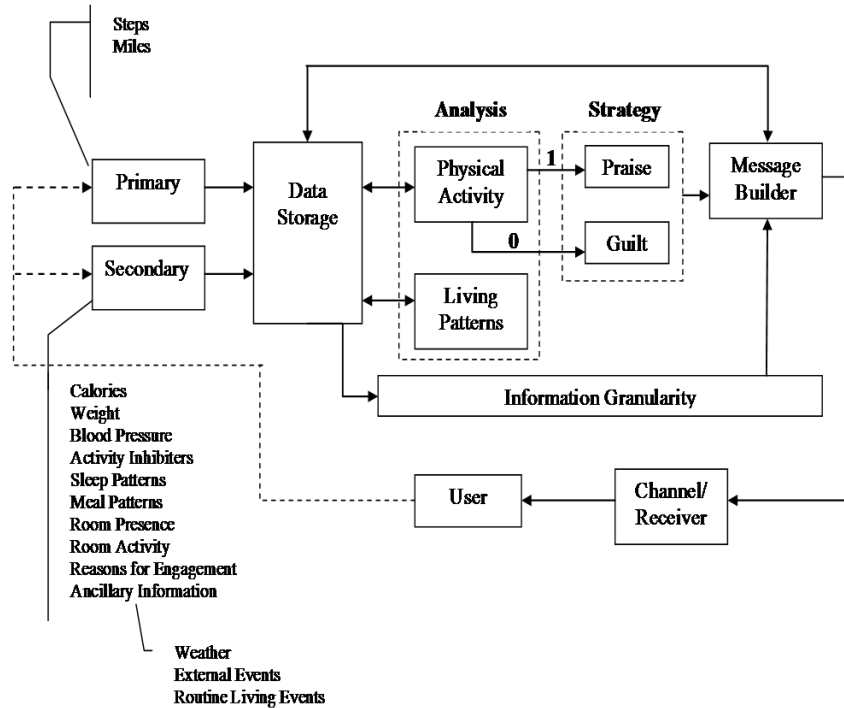 Steps
Miles
Analysis
Strategy
Primary
Data
Storage
Physical
Activity
1
Praise
Message
Builder
0
Guilt
Secondary
Living
Patterns
Information Granularity
Calories
Weight
Blood Pressure
Activity Inhibiters
Sleep Patterns
Meal Patterns
Room Presence
Room Activity
Reasons for Engagement
Ancillary Information
User
Channel/
Receiver
Weather
External Events
Routine Living Events